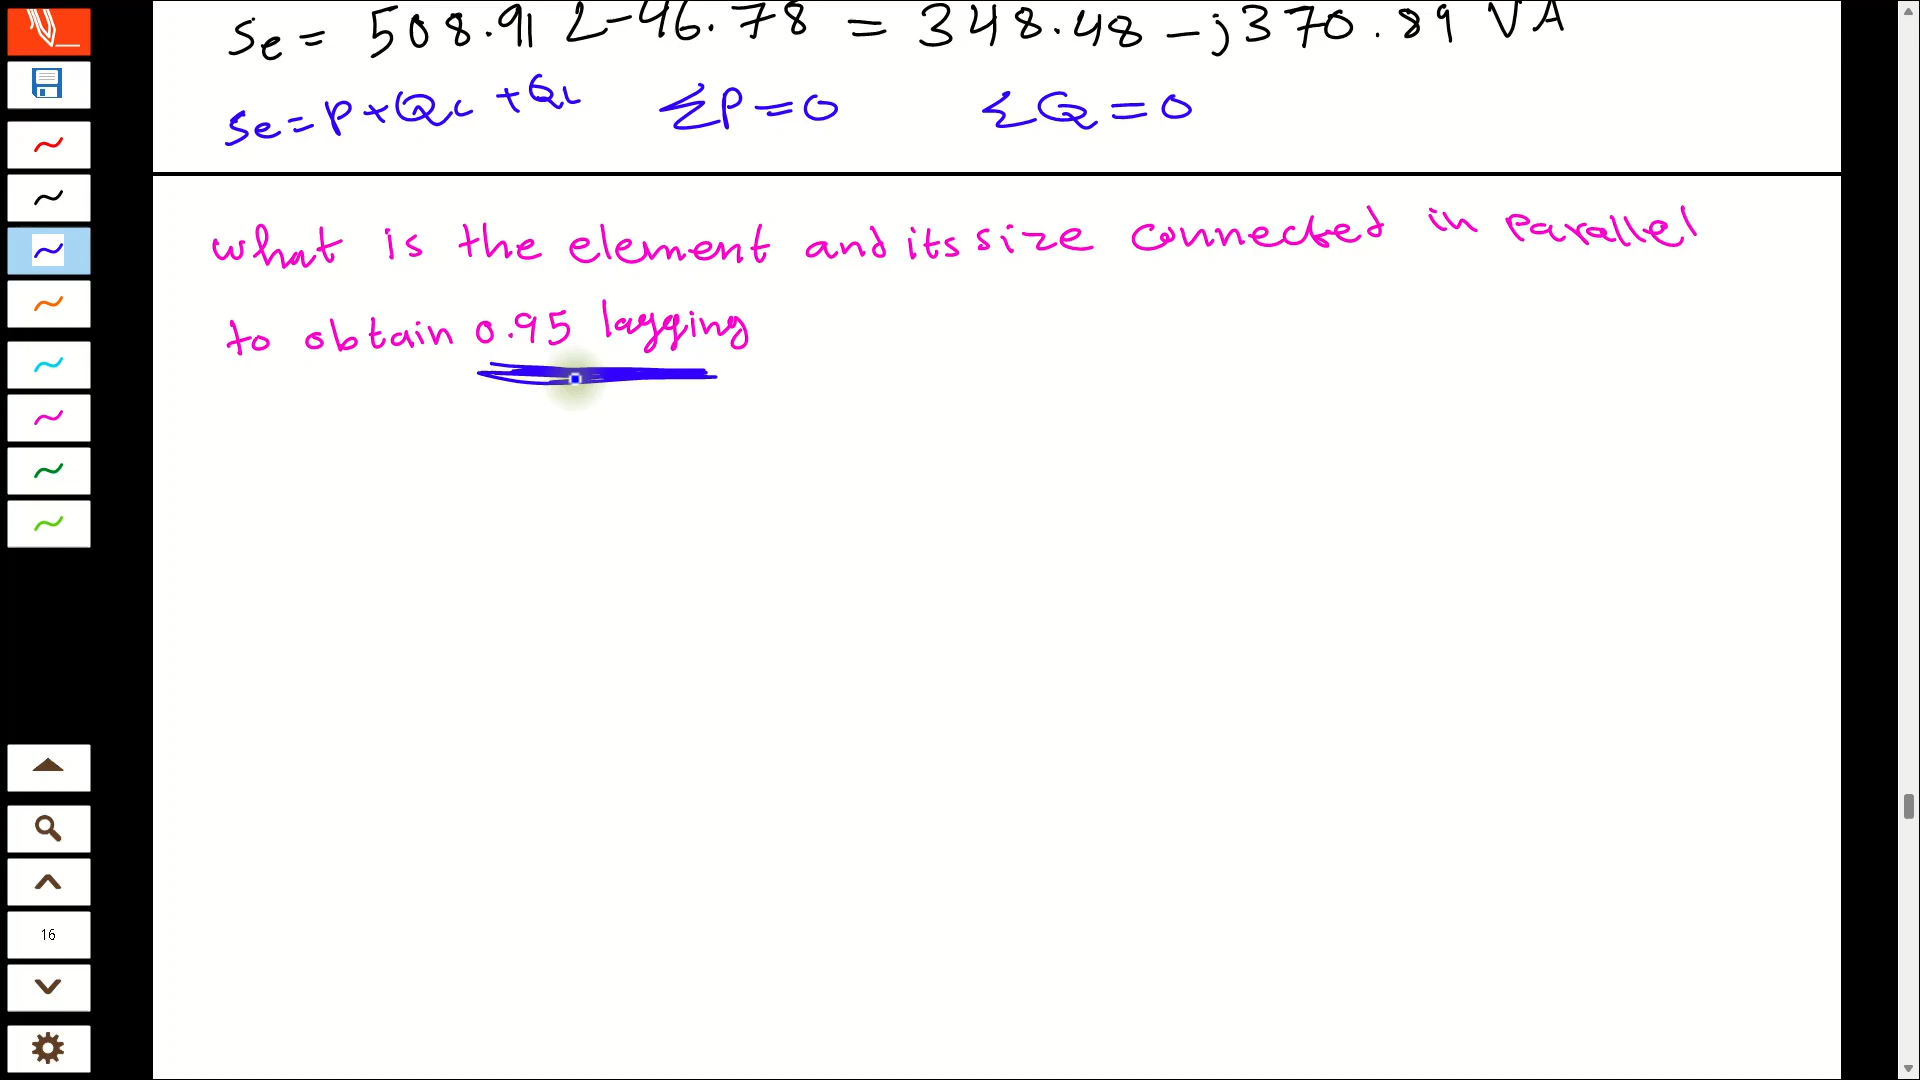 Se = 508.91 ∠-46.78 = 348.48 - j370.89 VA
Se = P + Qc + QL ΣP = 0 ΣQ = 0
what is the element and its size connected in parallel
to obtain 0.95 lagging
16